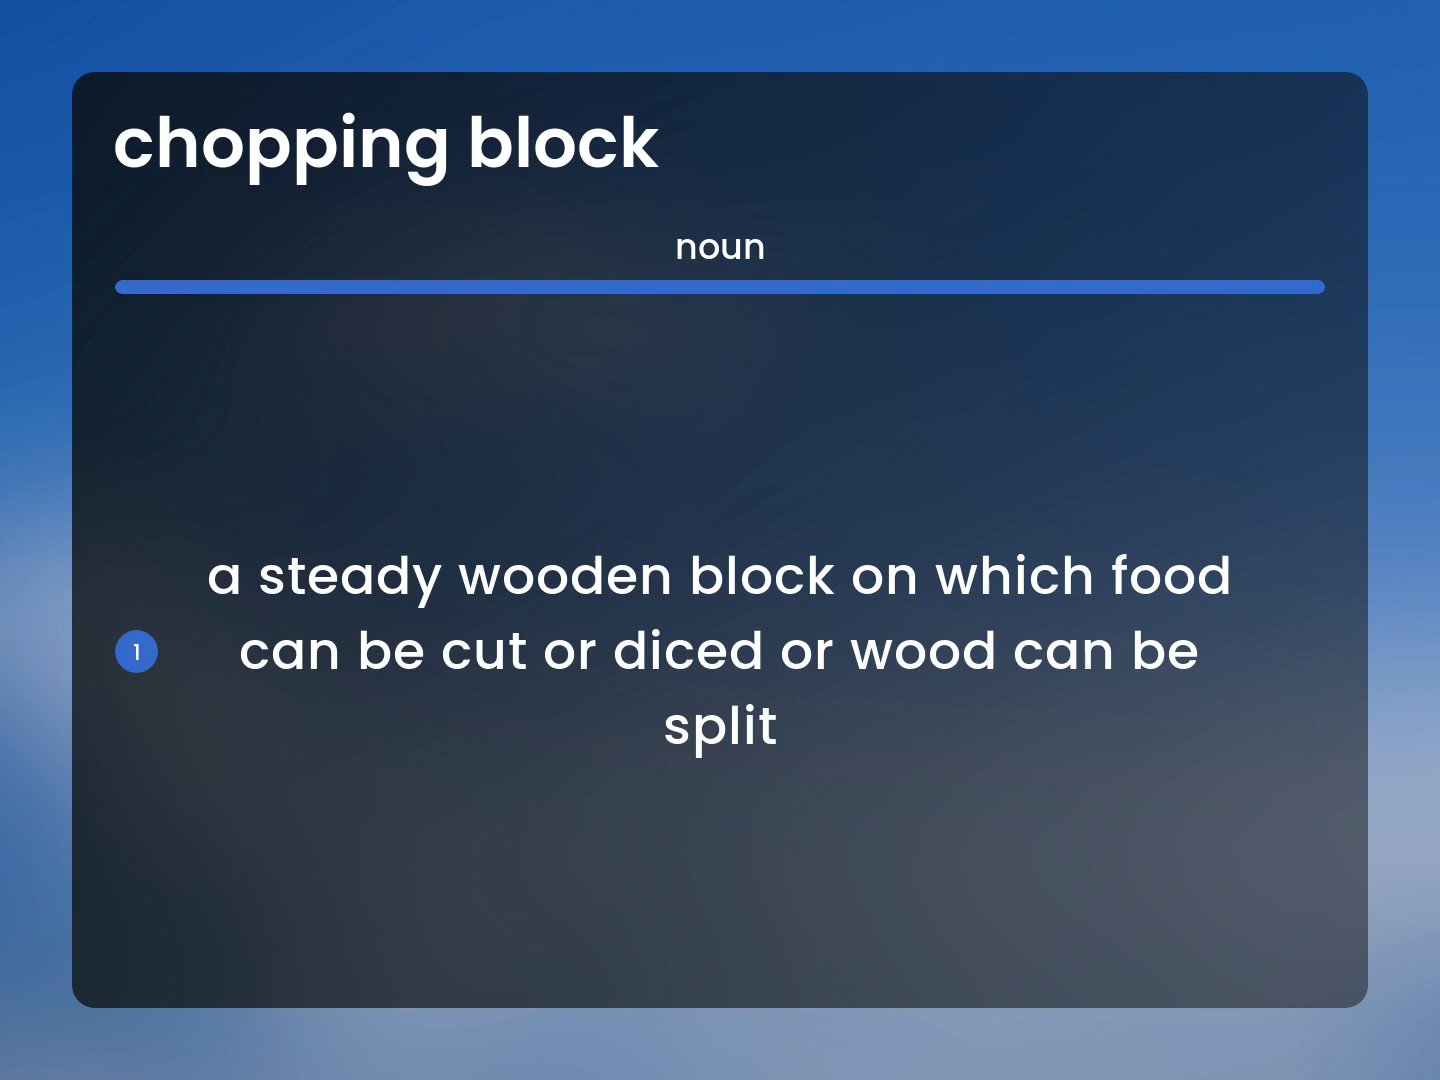 chopping block
noun
a steady wooden block on which food
1 can be cut or diced or wood can be
split